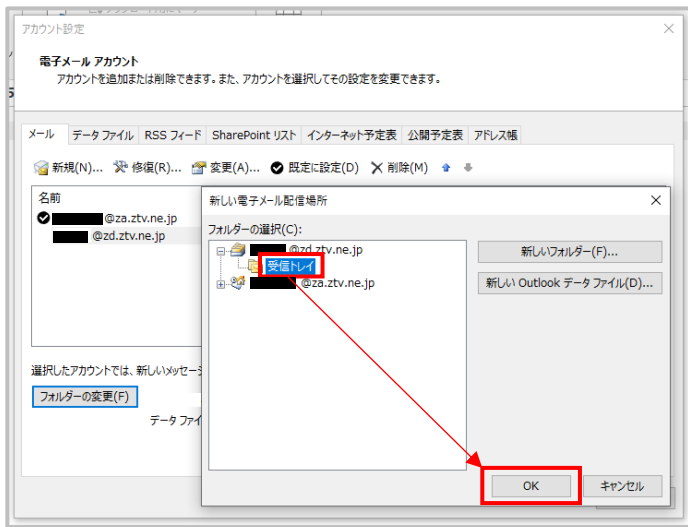 アカウント設定
電子メール アカウント
アカウントを追加または削除できます。また、アカウントを選択してその設定を変更できます。
メール データ ファイル RSS フィード SharePoint リスト インターネット予定表 公開予定表 アドレス帳
新規(N)... 修復(R)... 変更(A)... 既定に設定(D) 削除(M)
名前
@za.ztv.ne.jp
@zd.ztv.ne.jp
選択したアカウントでは、新しいメッセー
フォルダーの変更(F)
データ ファイ
新しい電子メール配信場所
フォルダーの選択(C):
@zd.ztv.ne.jp
受信トレイ
@za.ztv.ne.jp
新しいフォルダー(F)...
新しい Outlook データ ファイル(D)...
OK キャンセル